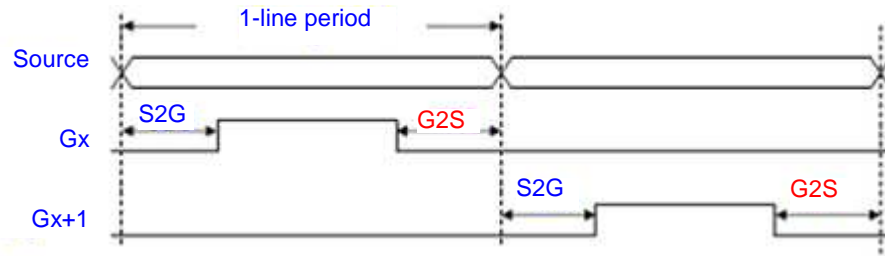 1-line period
Source
S2G
G2S
Gx
S2G
G2S
Gx+1